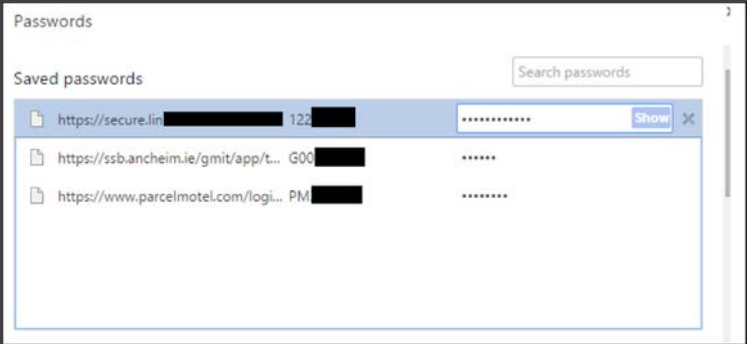 Passwords
Saved passwords
Search passwords
https://secure.lin 122 •••••••••••• Show ×
https://ssb.ancheim.ie/gmit/app/t... G00 ••••••
https://www.parcelmotel.com/logi... PM. ••••••••